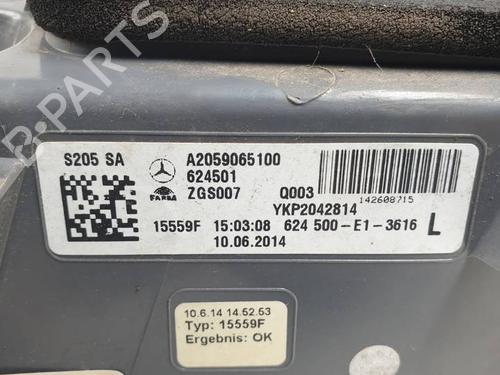 S205 SA
A2059065100
624501
FARBA
ZGS007
Q003
142608715
YKP2042814
15559F 15:03:08 624 500-E1-3616 L
10.06.2014
10.6.14 14.52.53
Typ: 15559F
Ergebnis: OK
B-PARTS